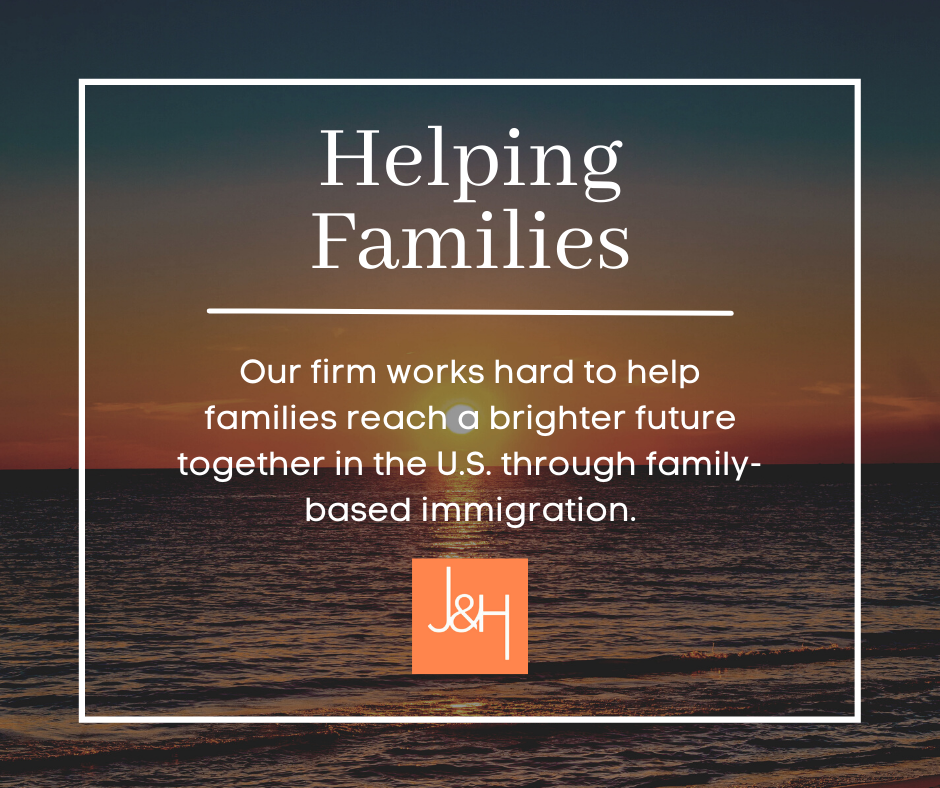 Helping
Families
Our firm works hard to help
families reach a brighter future
together in the U.S. through family-
based immigration.
J&H